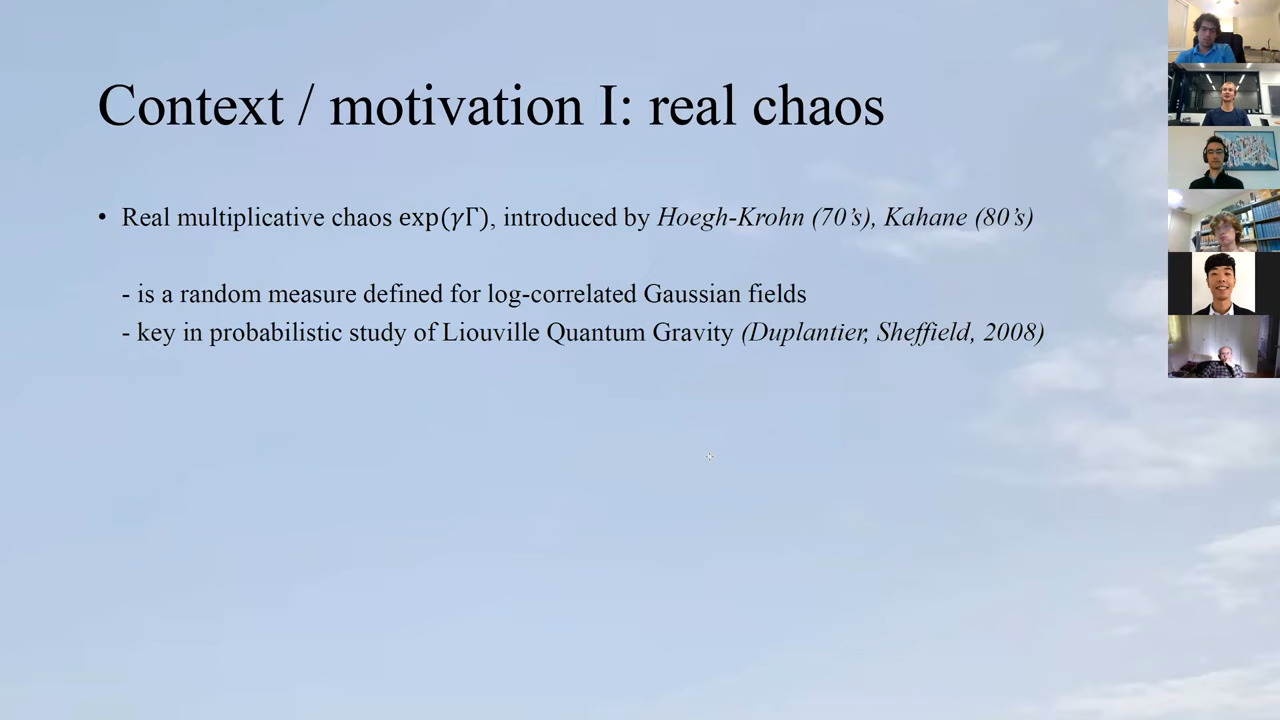 Context / motivation I: real chaos
• Real multiplicative chaos exp(γΓ), introduced by Hoegh-Krohn (70’s), Kahane (80’s)
- is a random measure defined for log-correlated Gaussian fields
- key in probabilistic study of Liouville Quantum Gravity (Duplantier, Sheffield, 2008)